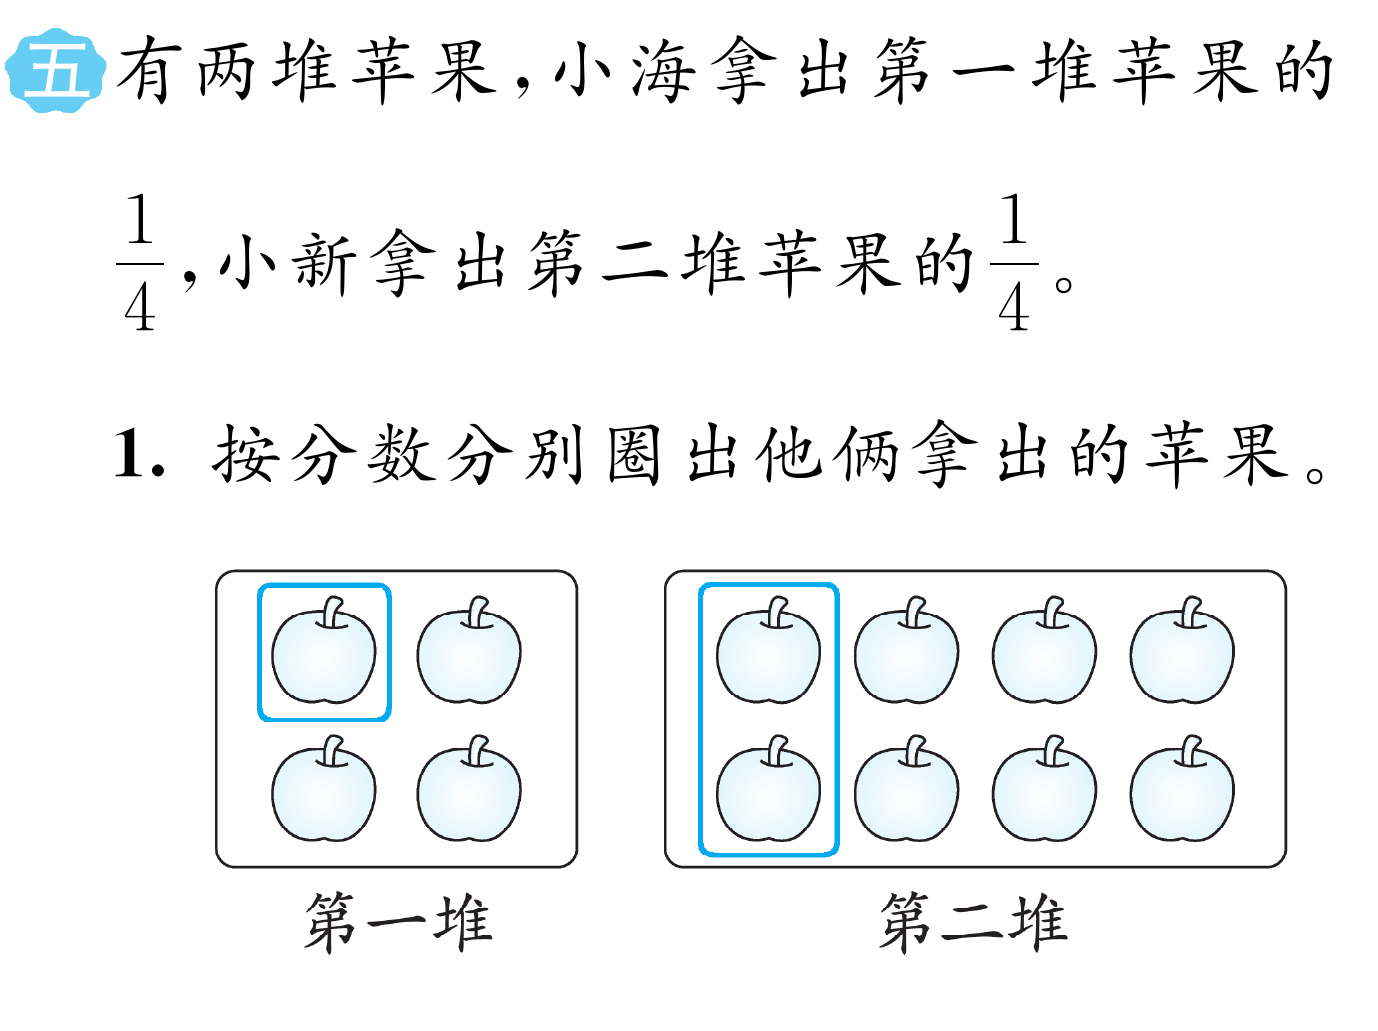 五 有两堆苹果,小海拿出第一堆苹果的
1/4,小新拿出第二堆苹果的1/4。
1. 按分数分别圈出他俩拿出的苹果。
第一堆 第二堆